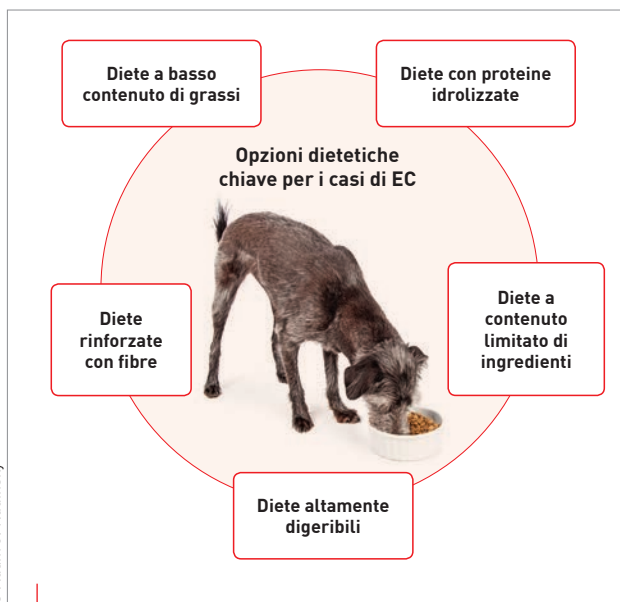 Diete a basso
contenuto di grassi
Diete con proteine
idrolizzate
Opzioni dietetiche
chiave per i casi di EC
Diete
rinforzate
con fibre
Diete a
contenuto
limitato di
ingredienti
Diete altamente
digeribili